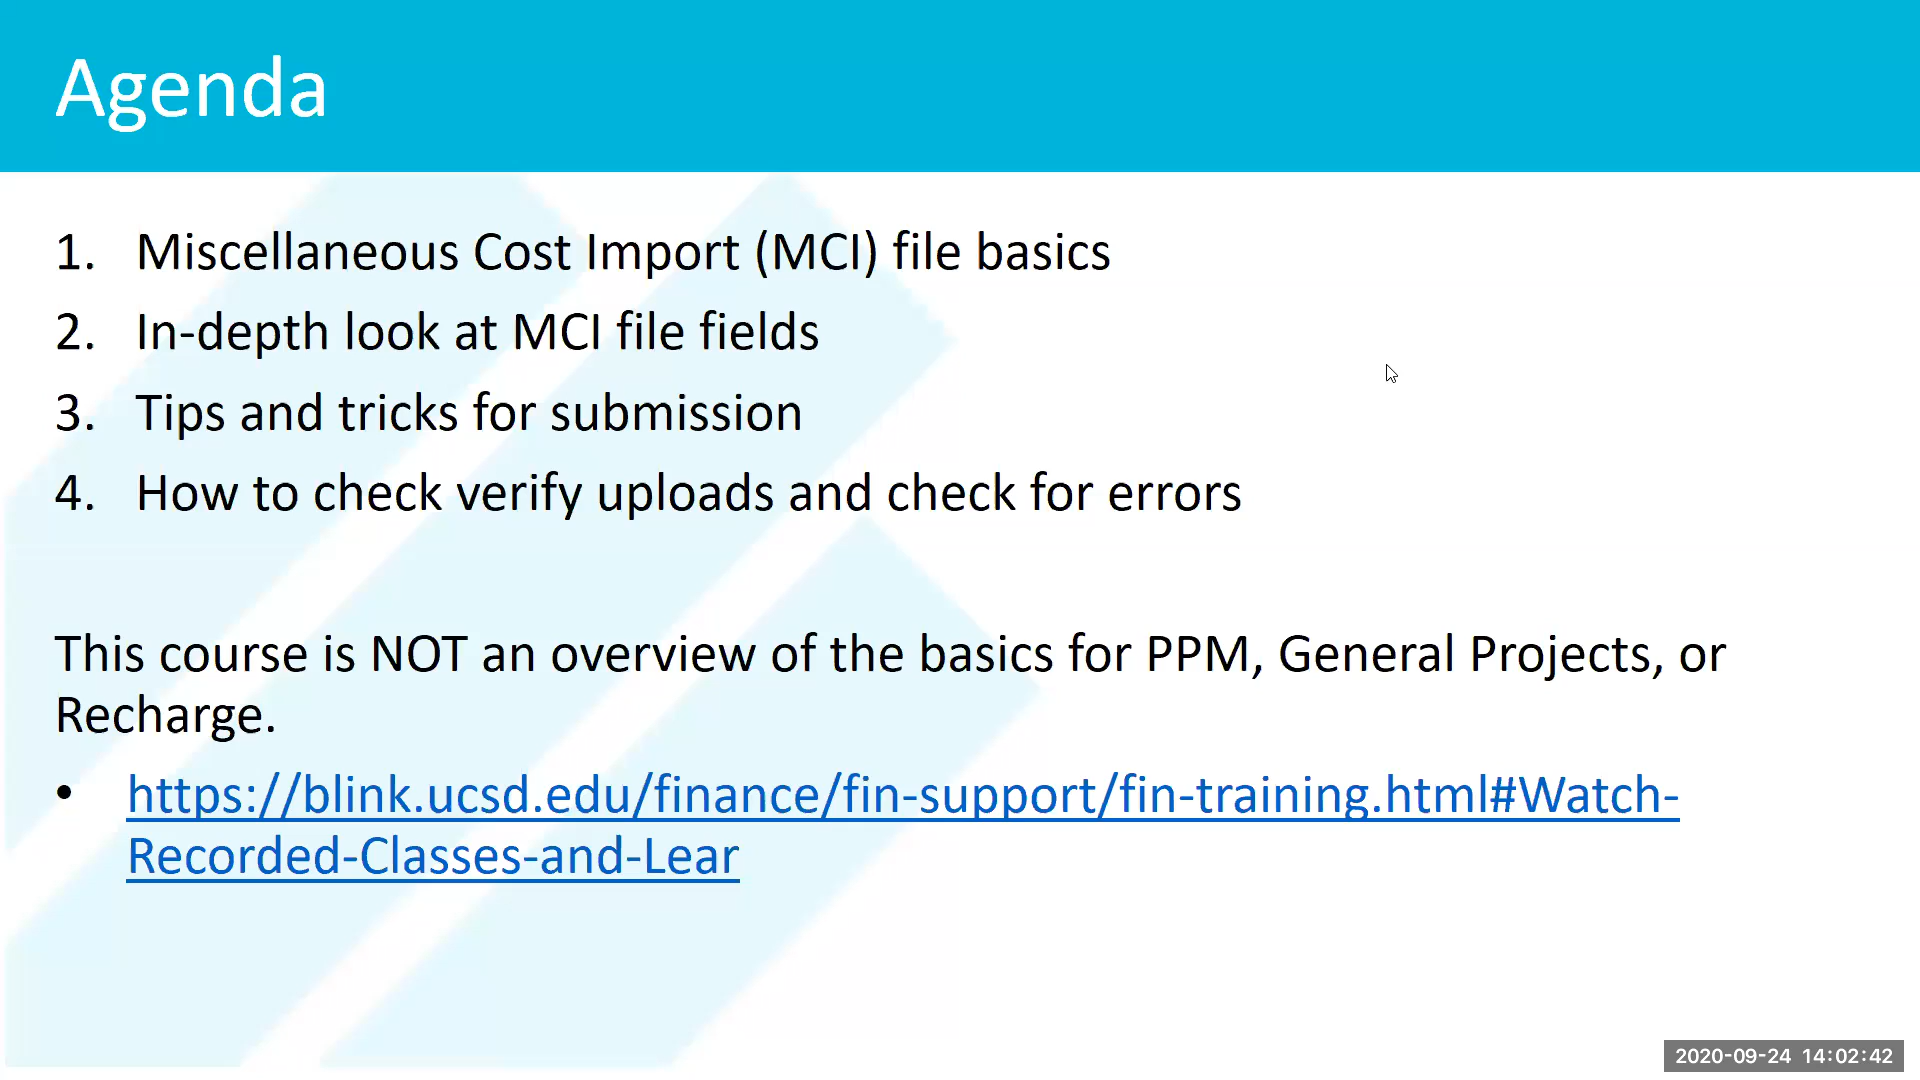 Agenda
1. Miscellaneous Cost Import (MCI) file basics
2. In-depth look at MCI file fields
3. Tips and tricks for submission
4. How to check verify uploads and check for errors
This course is NOT an overview of the basics for PPM, General Projects, or
Recharge.
• https://blink.ucsd.edu/finance/fin-support/fin-training.html#Watch-
Recorded-Classes-and-Lear
2020-09-24 14:02:42